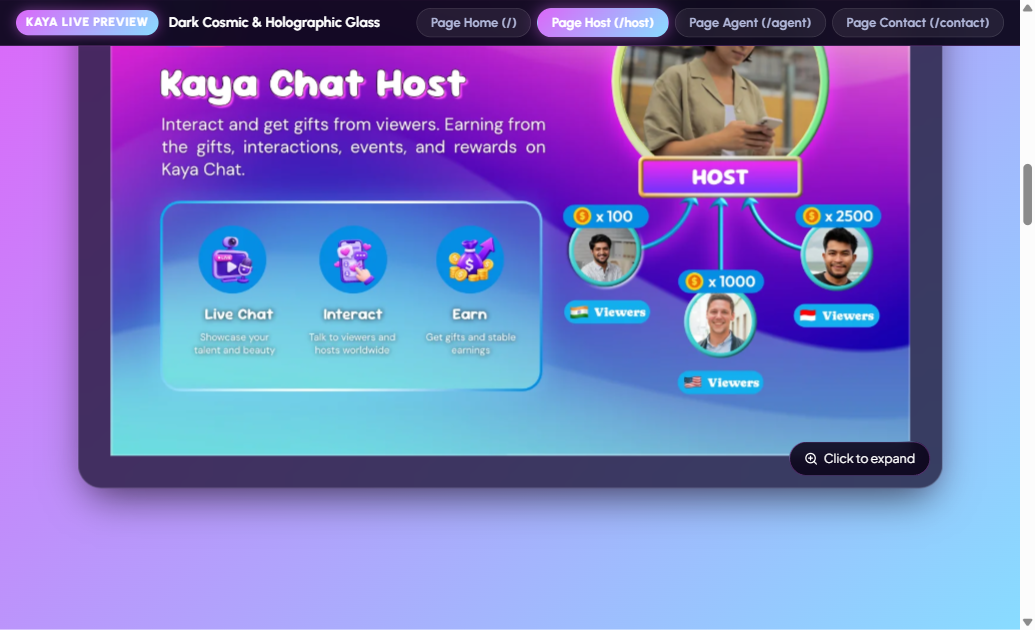 KAYA LIVE PREVIEW
Dark Cosmic & Holographic Glass
Page Home (/)
Page Host (/host)
Page Agent (/agent)
Page Contact (/contact)
Kaya Chat Host
Interact and get gifts from viewers. Earning from
the gifts, interactions, events, and rewards on
Kaya Chat.
HOST
x 100
x 2500
x 1000
Viewers
Viewers
Viewers
LIVE
Live Chat
Showcase your
talent and beauty
Interact
Talk to viewers and
hosts worldwide
Earn
Get gifts and stable
earnings
Click to expand